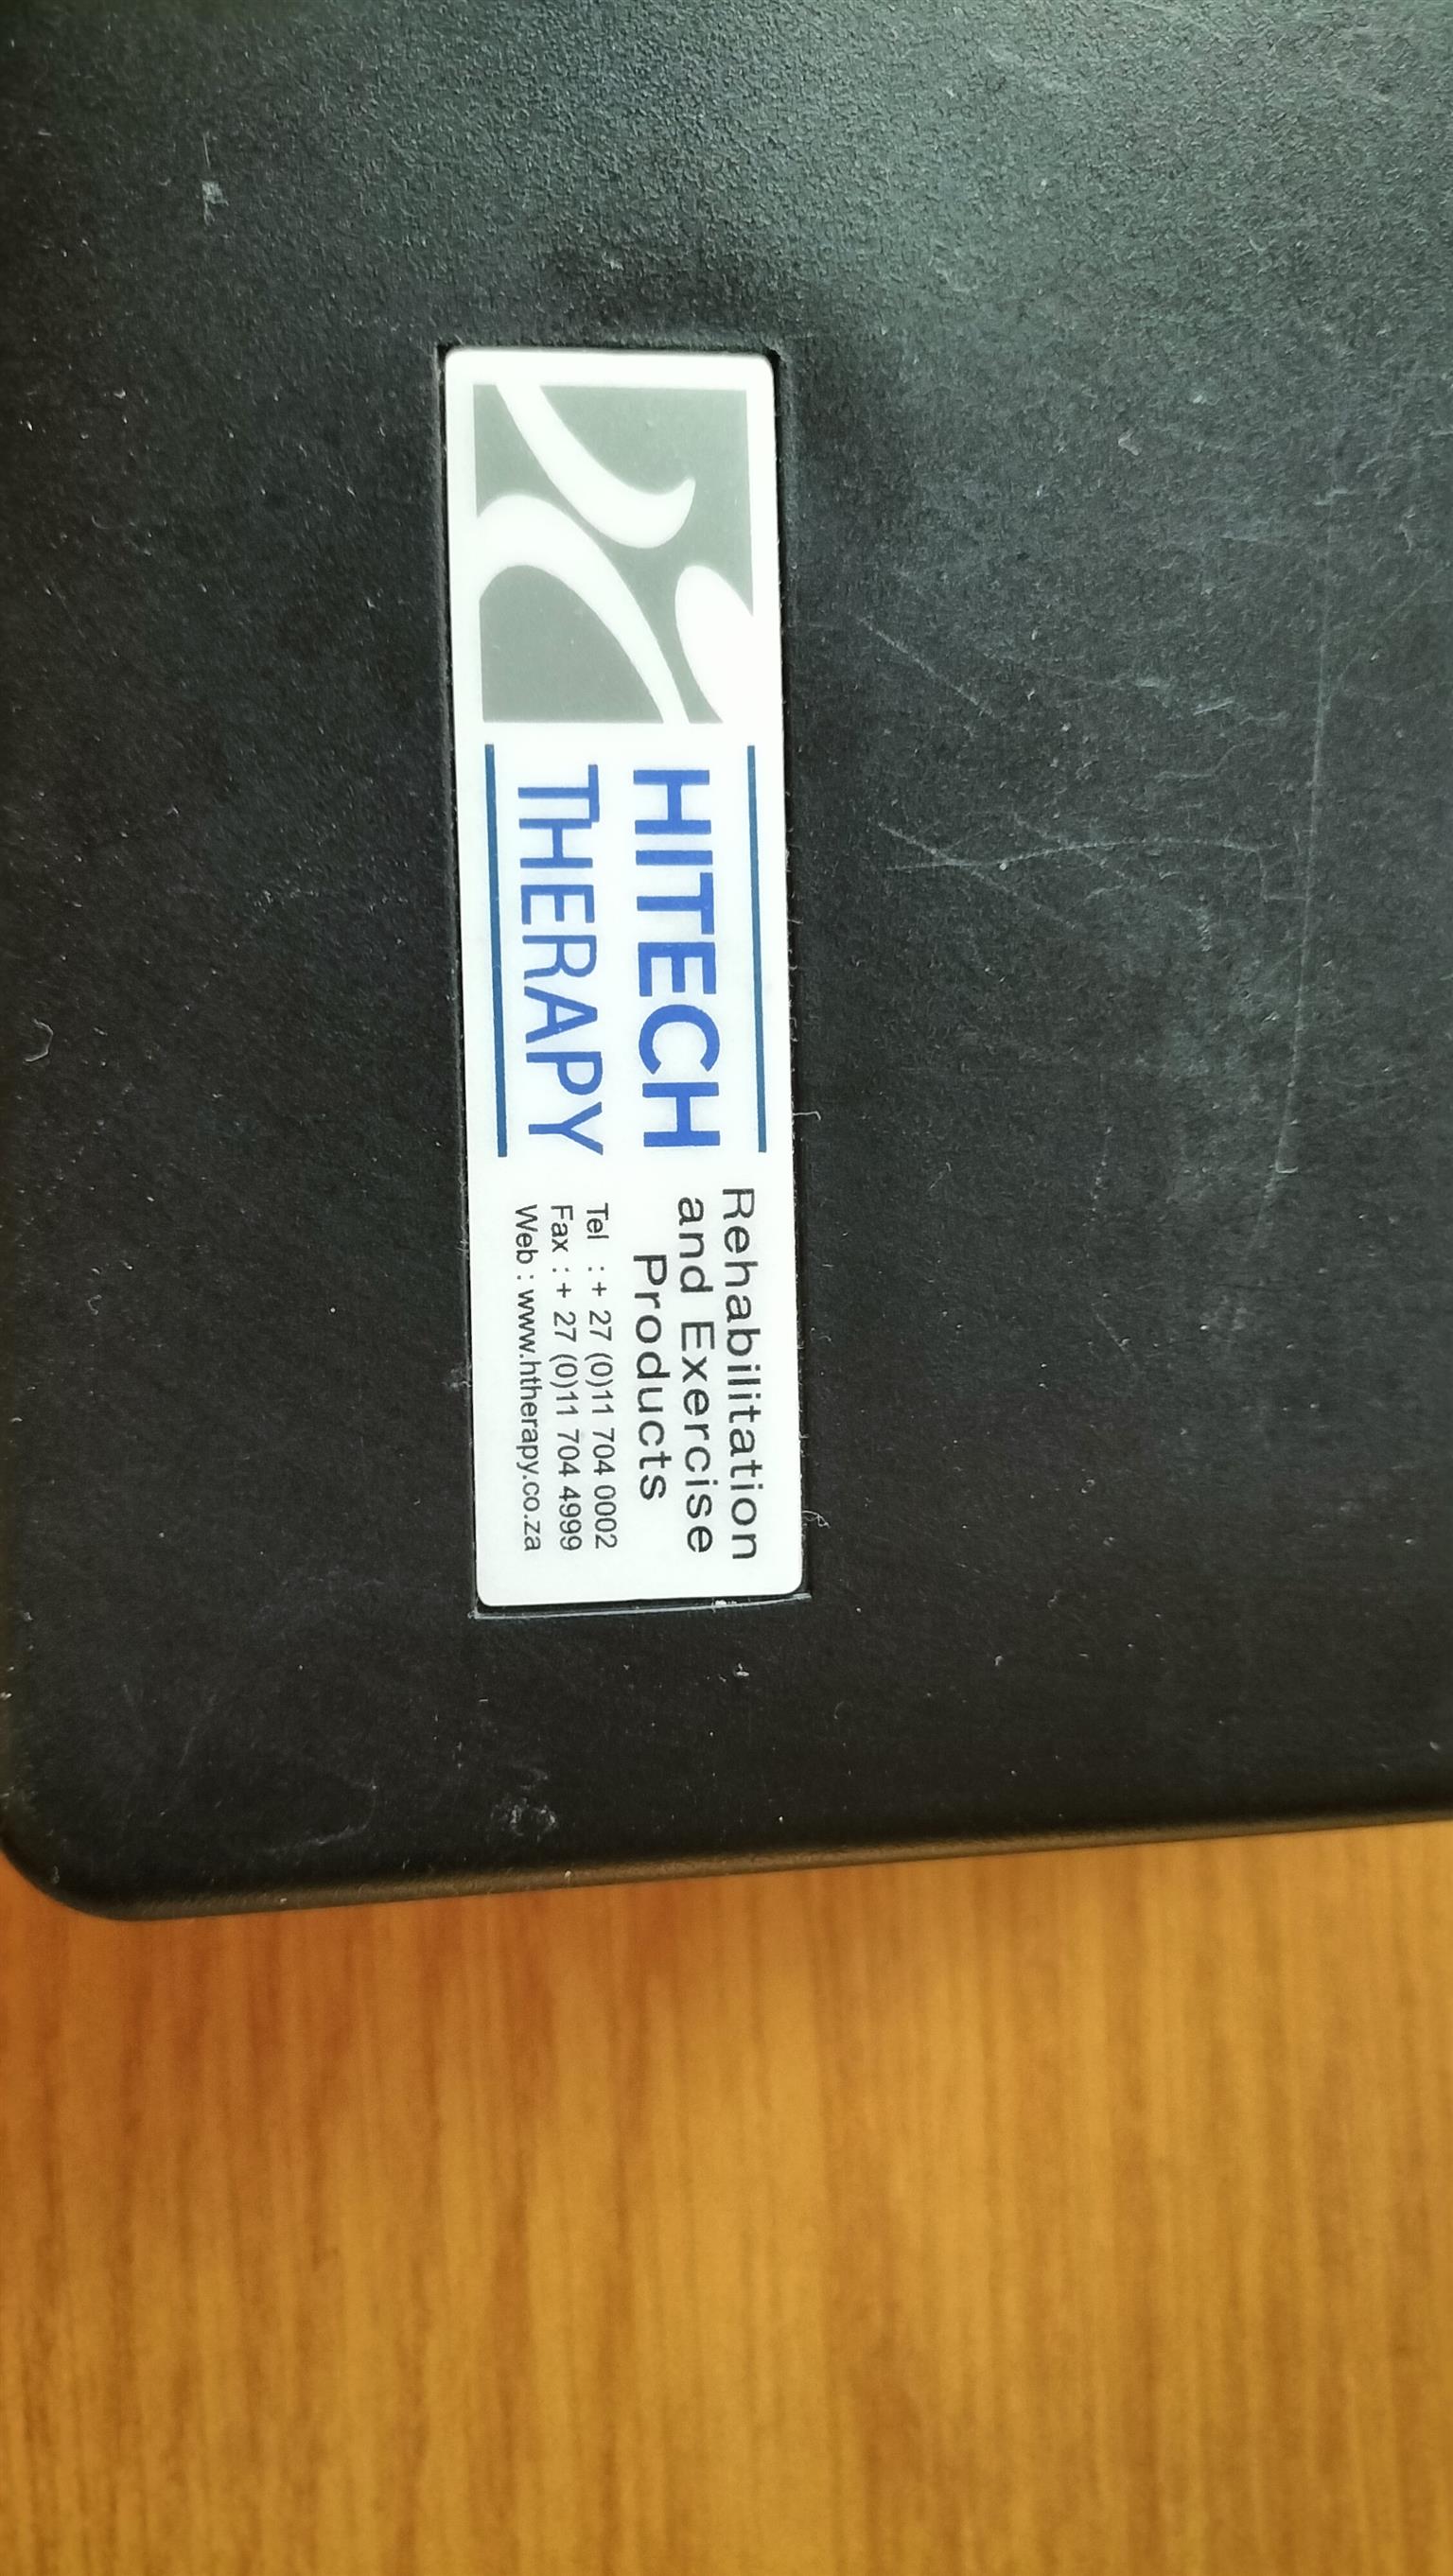 HITECH
THERAPY
Rehabilitation
and Exercise
Products
Tel : + 27 (0)11 704 0002
Fax : + 27 (0)11 704 4999
Web : www.htherapy.co.za